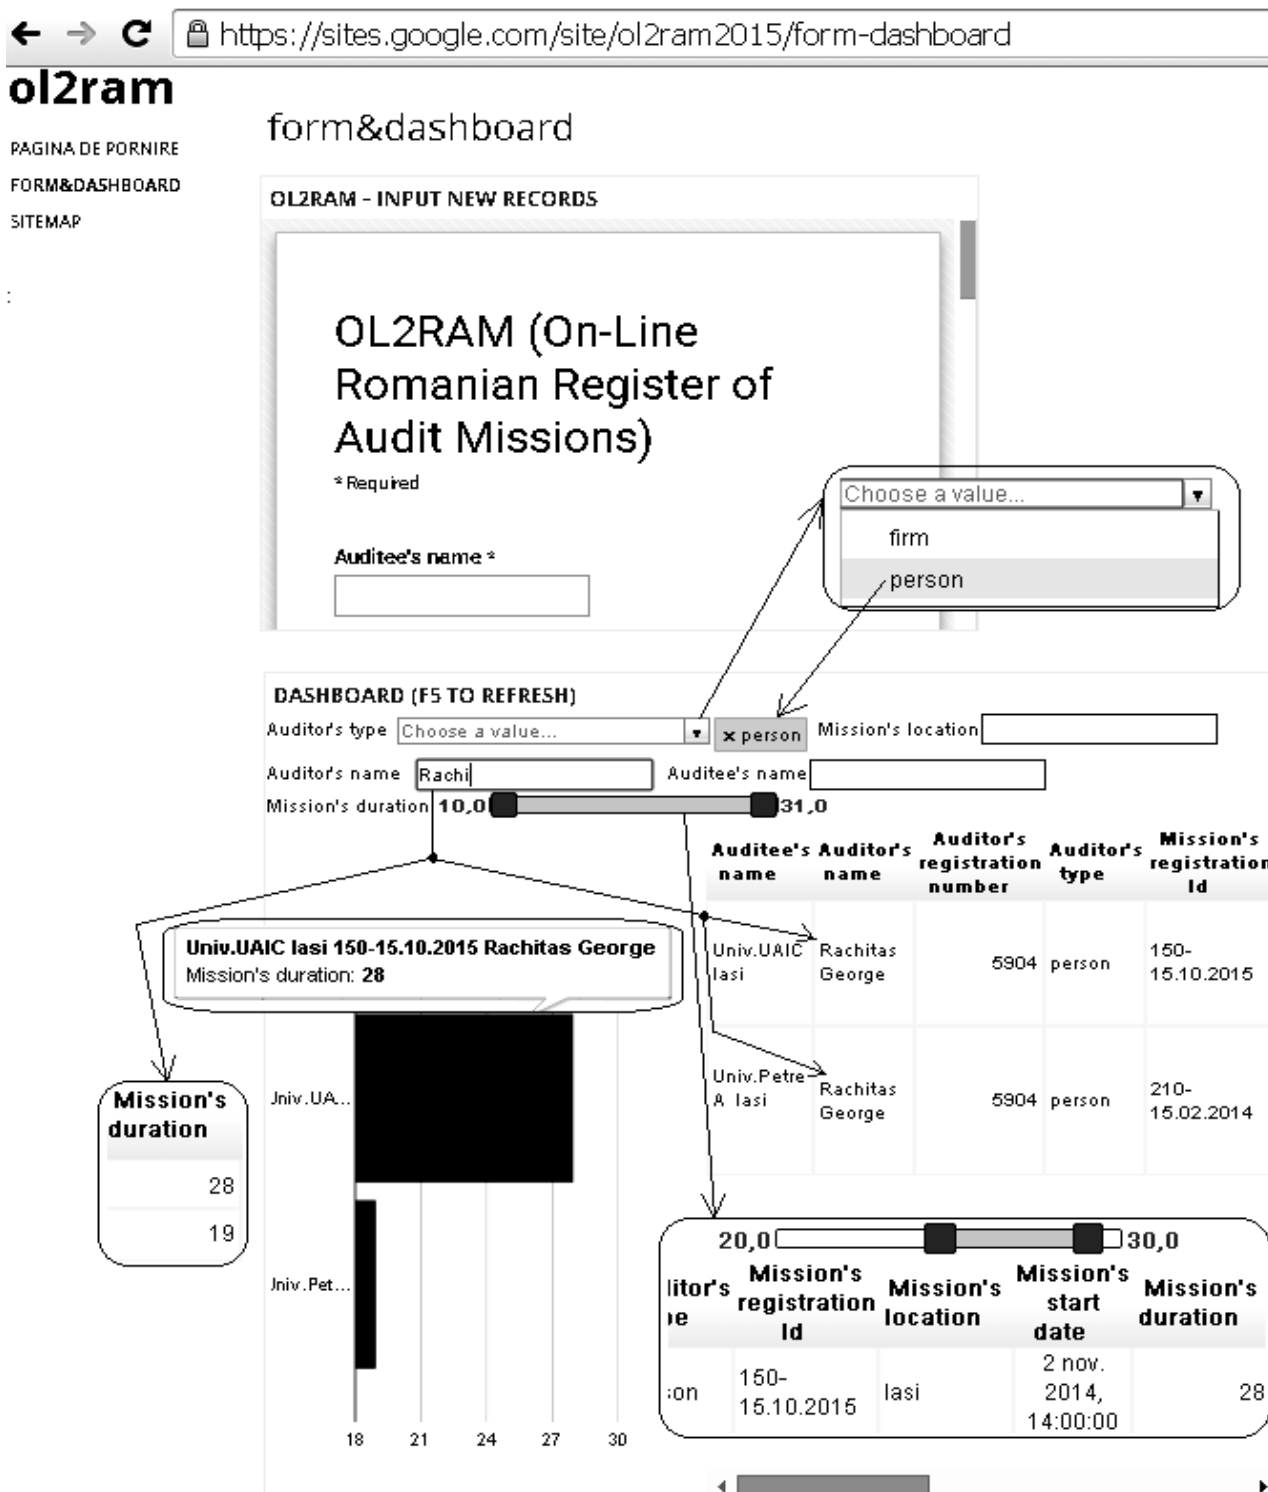 https://sites.google.com/site/ol2ram2015/form-dashboard
ol2ram
PAGINA DE PORNIRE
FORM&DASHBOARD
SITEMAP
:
form&dashboard
OL2RAM - INPUT NEW RECORDS
OL2RAM (On-Line
Romanian Register of
Audit Missions)
* Required
Auditee's name *
Choose a value...
firm
person
DASHBOARD (F5 TO REFRESH)
Auditor's type Choose a value... x person Mission's location
Auditor's name Rachi Auditee's name
Mission's duration 10,0 31,0
Auditee's name Auditor's name Auditor's registration number Auditor's type Mission's registration Id
Univ.UAIC Iasi Rachitas George 5904 person 150-15.10.2015
Univ.Petre A Iasi Rachitas George 5904 person 210-15.02.2014
Univ.UAIC Iasi 150-15.10.2015 Rachitas George
Mission's duration: 28
Mission's
duration
28
19
Jniv.UA...
Jniv.Pet...
18 21 24 27 30
20,0 30,0
litor's
e Mission's registration Id Mission's location Mission's start date Mission's duration
on 150-15.10.2015 Iasi 2 nov. 2014, 14:00:00 28